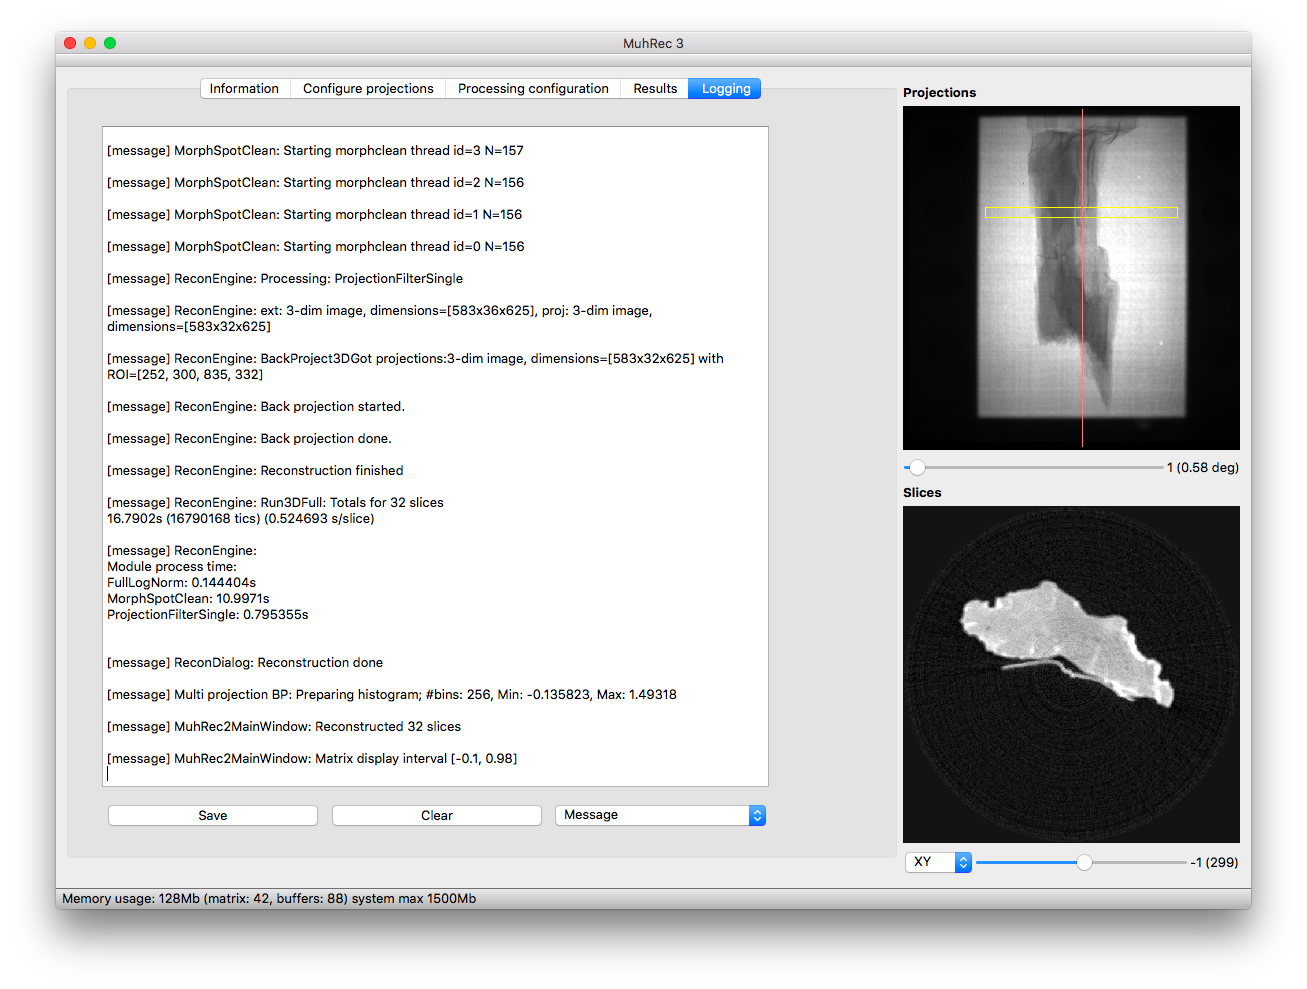 MuhRec 3
Information
Configure projections
Processing configuration
Results
Logging
[message] MorphSpotClean: Starting morphclean thread id=3 N=157
[message] MorphSpotClean: Starting morphclean thread id=2 N=156
[message] MorphSpotClean: Starting morphclean thread id=1 N=156
[message] MorphSpotClean: Starting morphclean thread id=0 N=156
[message] ReconEngine: Processing: ProjectionFilterSingle
[message] ReconEngine: ext: 3-dim image, dimensions=[583x36x625], proj: 3-dim image,
dimensions=[583x32x625]
[message] ReconEngine: BackProject3DGot projections:3-dim image, dimensions=[583x32x625] with
ROI=[252, 300, 835, 332]
[message] ReconEngine: Back projection started.
[message] ReconEngine: Back projection done.
[message] ReconEngine: Reconstruction finished
[message] ReconEngine: Run3DFull: Totals for 32 slices
16.7902s (16790168 tics) (0.524693 s/slice)
[message] ReconEngine:
Module process time:
FullLogNorm: 0.144404s
MorphSpotClean: 10.9971s
ProjectionFilterSingle: 0.795355s
[message] ReconDialog: Reconstruction done
[message] Multi projection BP: Preparing histogram; #bins: 256, Min: -0.135823, Max: 1.49318
[message] MuhRec2MainWindow: Reconstructed 32 slices
[message] MuhRec2MainWindow: Matrix display interval [-0.1, 0.98]
Save
Clear
Message
Projections
1 (0.58 deg)
Slices
XY
-1 (299)
Memory usage: 128Mb (matrix: 42, buffers: 88) system max 1500Mb